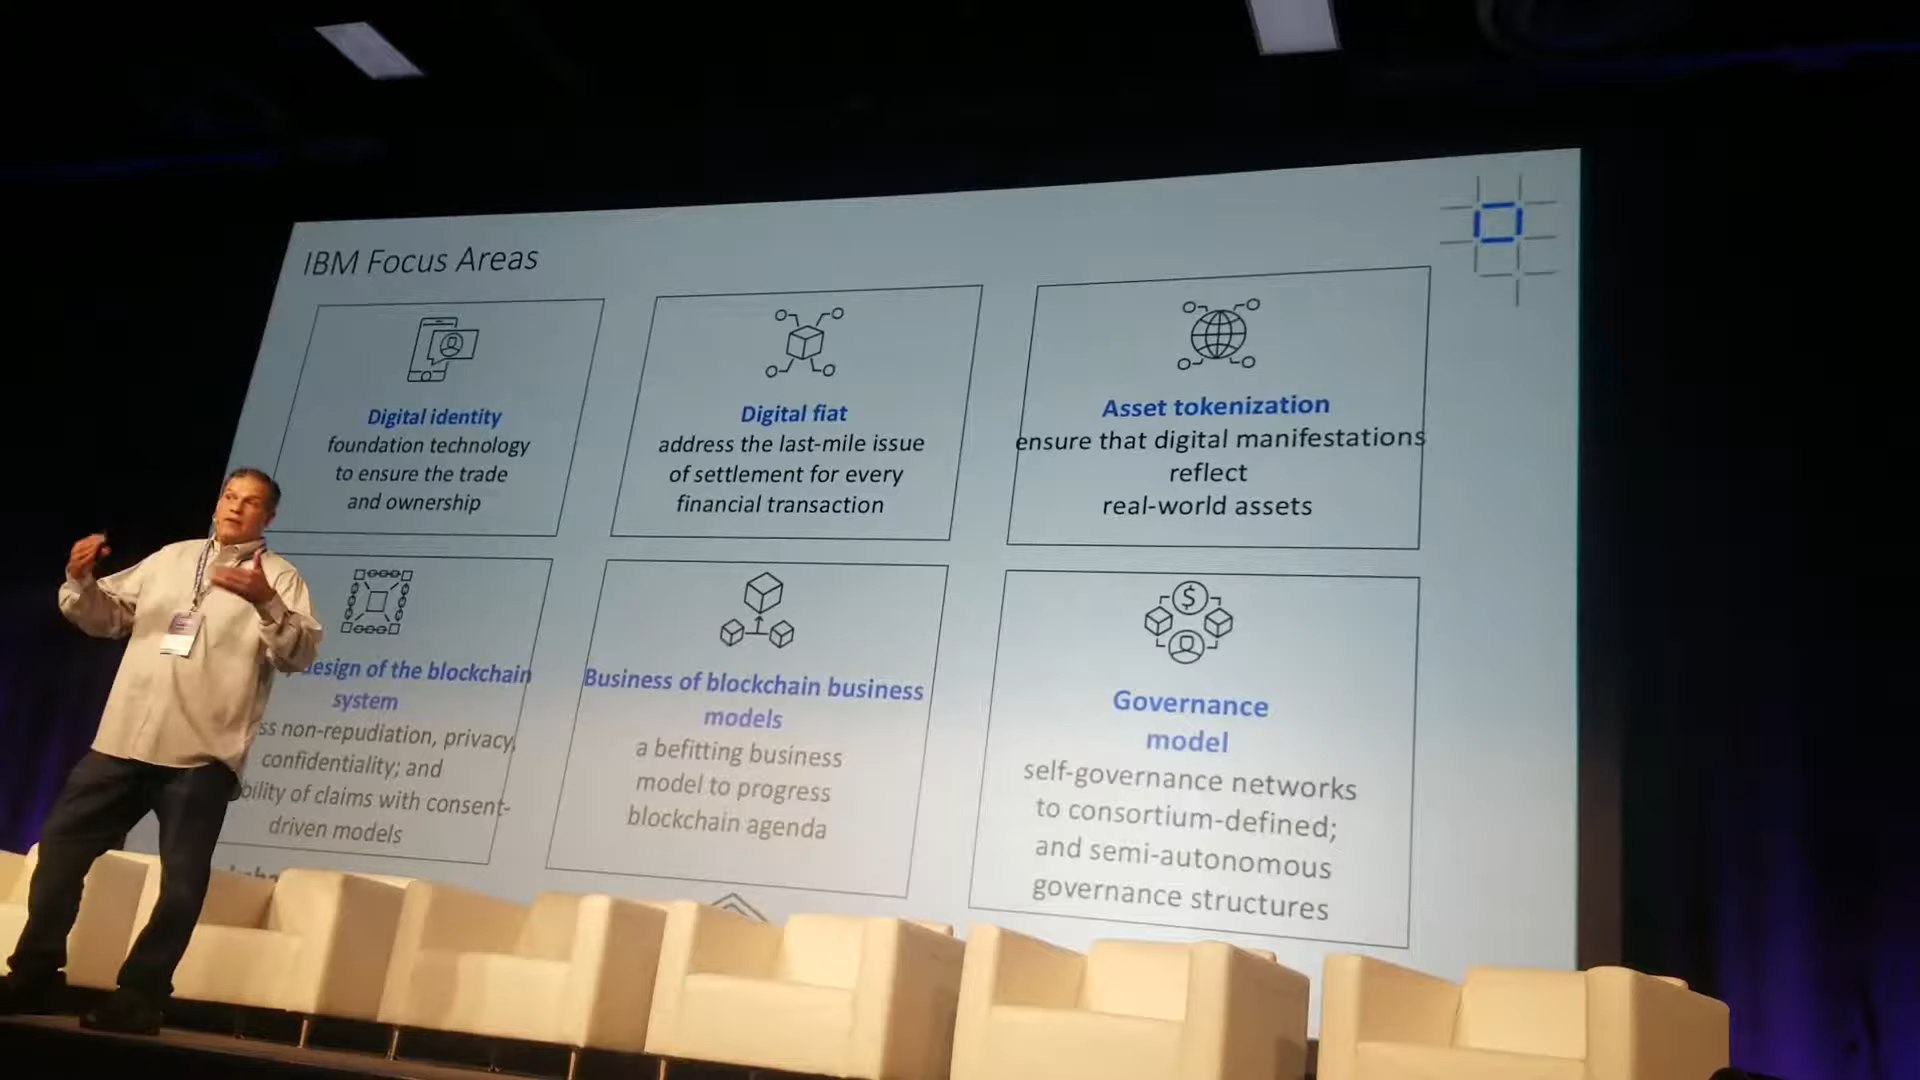 IBM Focus Areas
Digital identity
foundation technology
to ensure the trade
and ownership
Digital fiat
address the last-mile issue
of settlement for every
financial transaction
Asset tokenization
ensure that digital manifestations
reflect
real-world assets
design of the blockchain
system
non-repudiation, privacy,
confidentiality; and
of claims with consent-
driven models
Business of blockchain business
models
a befitting business
model to progress
blockchain agenda
Governance
model
self-governance networks
to consortium-defined;
and semi-autonomous
governance structures